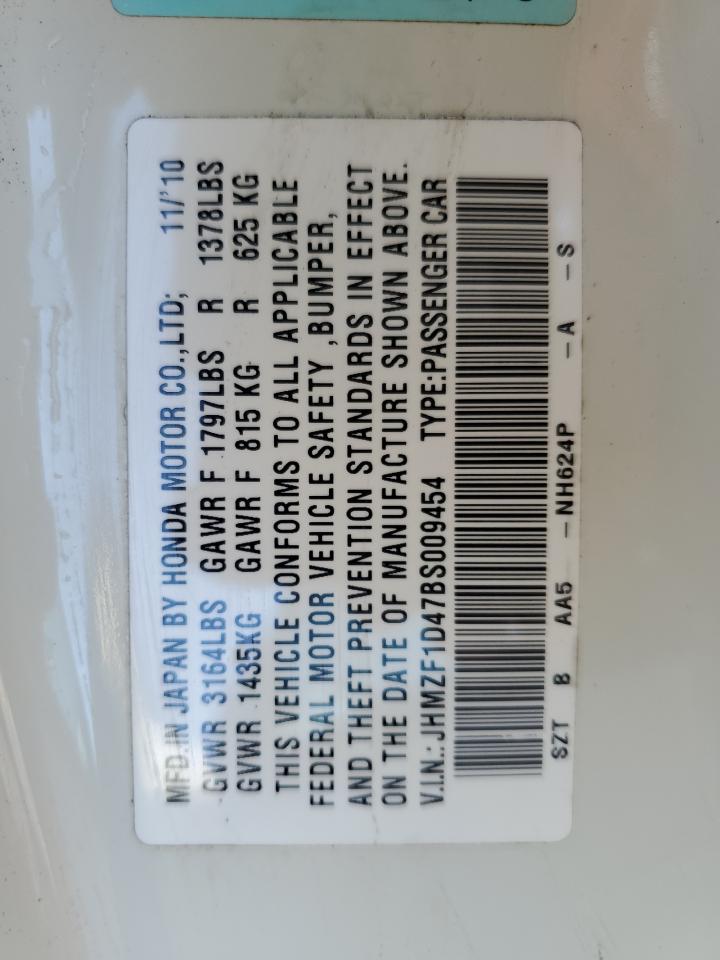 MFD.IN JAPAN BY HONDA MOTOR CO.,LTD; 11/'10
GVWR 3164LBS GAWR F 1797LBS R 1378LBS
GVWR 1435KG GAWR F 815 KG R 625 KG
THIS VEHICLE CONFORMS TO ALL APPLICABLE
FEDERAL MOTOR VEHICLE SAFETY ,BUMPER,
AND THEFT PREVENTION STANDARDS IN EFFECT
ON THE DATE OF MANUFACTURE SHOWN ABOVE.
V.I.N.: JHMZF1D47BS009454 TYPE:PASSENGER CAR
SZT B AA5 –NH624P –A –S